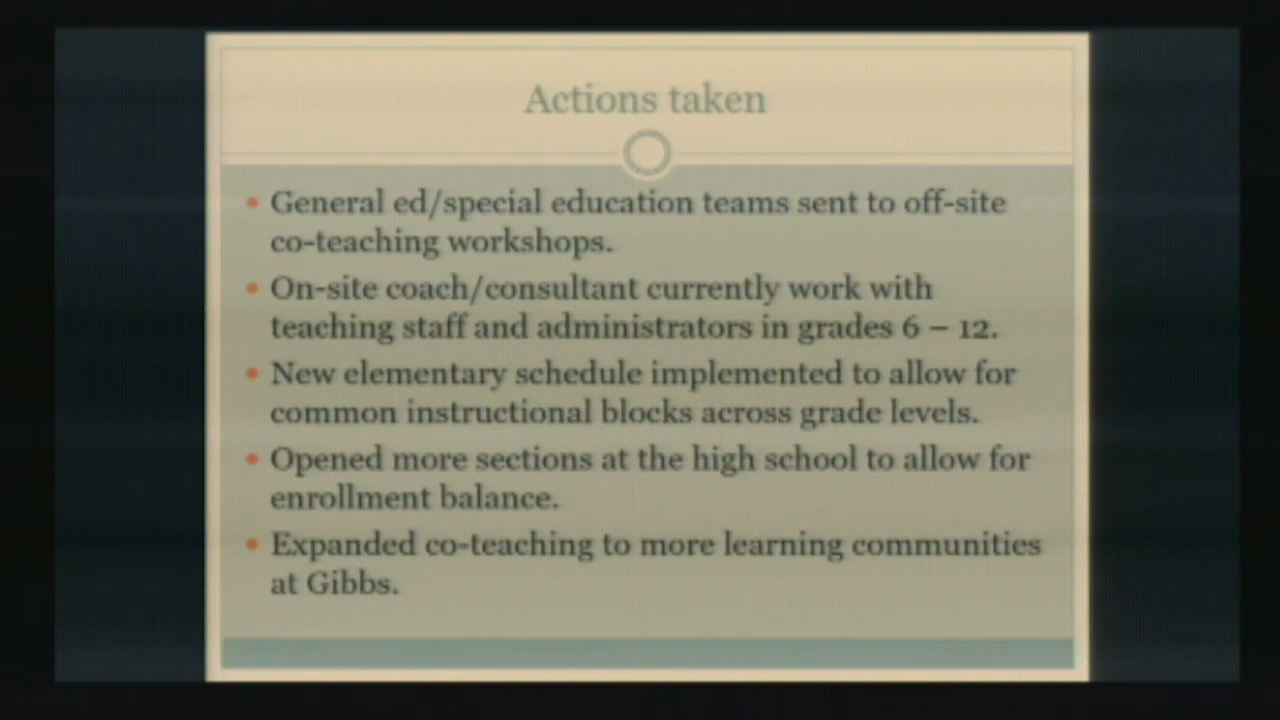 Actions taken
• General ed/special education teams sent to off-site
co-teaching workshops.
• On-site coach/consultant currently work with
teaching staff and administrators in grades 6 – 12.
• New elementary schedule implemented to allow for
common instructional blocks across grade levels.
• Opened more sections at the high school to allow for
enrollment balance.
• Expanded co-teaching to more learning communities
at Gibbs.